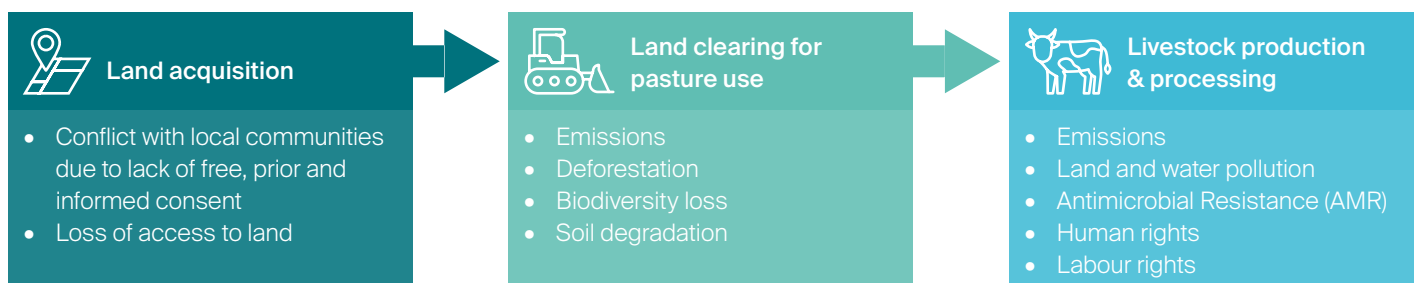 Land acquisition
• Conflict with local communities
due to lack of free, prior and
informed consent
• Loss of access to land
Land clearing for
pasture use
• Emissions
• Deforestation
• Biodiversity loss
• Soil degradation
Livestock production
& processing
• Emissions
• Land and water pollution
• Antimicrobial Resistance (AMR)
• Human rights
• Labour rights